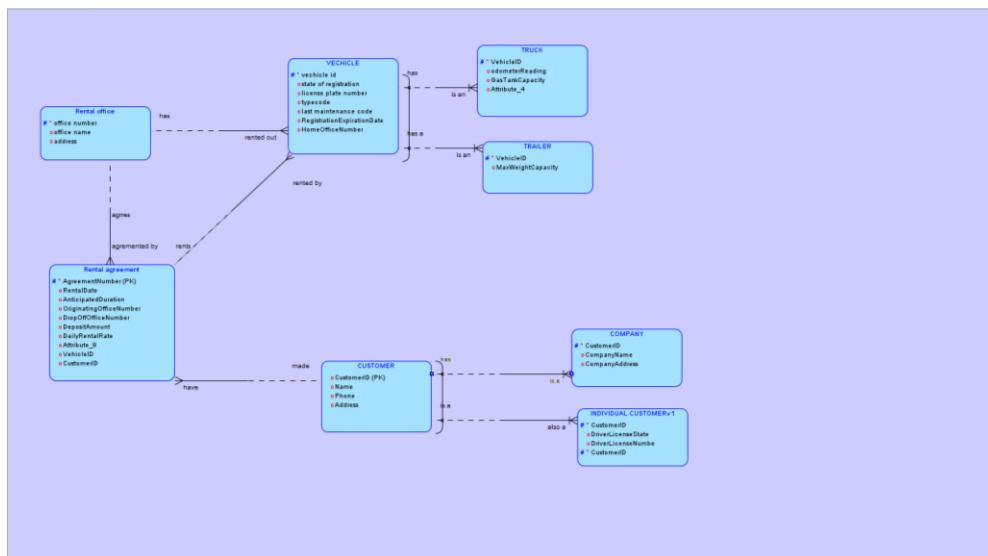 TRUCK
# * VehicleID
o odometerReading
o GasTankCapacity
o Attribute_4
VECHICLE
# * vechicle id
o state of registration
o license plate number
o typecode
o last maintenance code
o RegistrationExpirationDate
o HomeOfficeNumber
has
is an
Rental office
# * office number
o office name
o address
has
rented out
has a
is an
TRAILER
# * VehicleID
o MaxWeightCapacity
rented by
agrres
agremented by
rents
Rental agreement
# * AgreementNumber(PK)
o RentalDate
o AnticipatedDuration
o OriginatingOfficeNumber
o DropOffOfficeNumber
o DepositAmount
o DailyRentalRate
o Attribute_8
o VehicleID
o CustomerID
have
made
CUSTOMER
* CustomerID (PK)
o Name
o Phone
o Address
has
is a
COMPANY
# * CustomerID
o CompanyName
o CompanyAddress
is a
also a
INDIVIDUAL CUSTOMERv1
# * CustomerID
o DriverLicenseState
o DriverLicenseNumbe
# * CustomerID